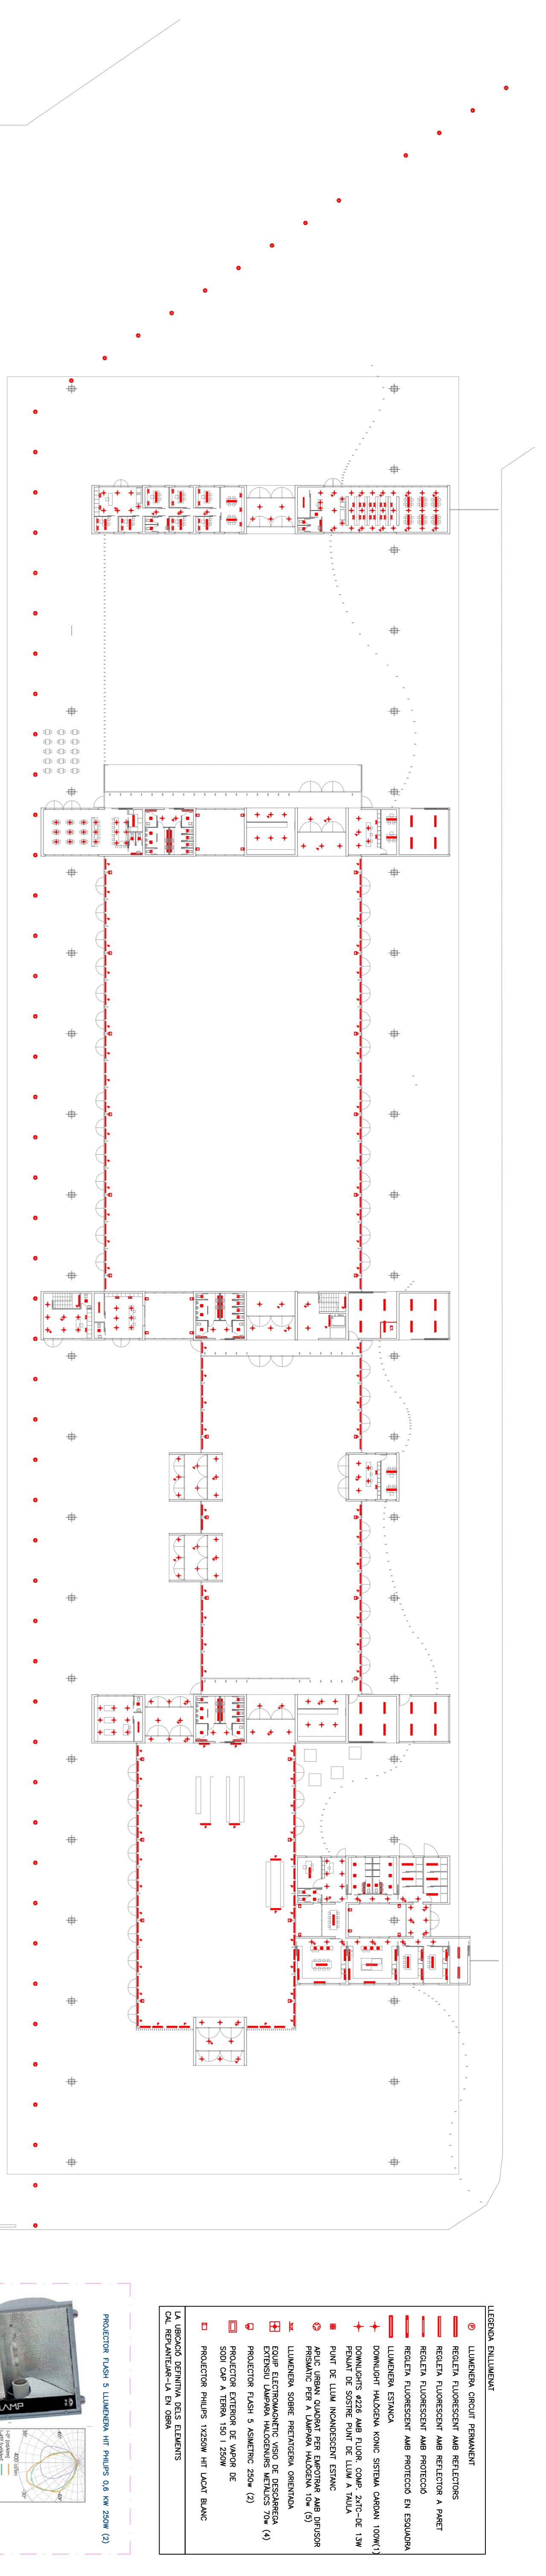 LLEGENDA ENLLUMENAT
P LLUMENERA CIRCUIT PERMANENT
REGLETA FLUORESCENT AMB REFLECTORS
REGLETA FLUORESCENT AMB REFLECTOR A PARET
REGLETA FLUORESCENT AMB PROTECCIÓ
REGLETA FLUORESCENT AMB PROTECCIÓ EN ESQUADRA
LLUMENERA ESTANCA
DOWNLIGHT HALÒGENA KONIC SISTEMA CARDAN 100W(1)
DOWNLIGHTS ø226 AMB FLUOR. COMP. 2xTC-DE 13W
PENJAT DE SOSTRE PUNT DE LLUM A TAULA
PUNT DE LLUM INCANDESCENT ESTANC
APLIC URBAN QUADRAT PER EMPOTRAR AMB DIFUSOR
PRISMÀTIC PER A LÀMPARA HALÒGENA 10w (5)
LLUMENERA SOBRE PRESTATGERIA ORIENTADA
EQUIP ELECTROMAGNÈTIC VISIO DE DESCÀRREGA
EXTENSIU LÀMPARA HALOGENURS METÀL.LICS 70w (4)
PROJECTOR FLASH 5 ASIMETRIC 250w (2)
PROJECTOR EXTERIOR DE VAPOR DE
SODI CAP A TERRA 150 I 250W
PROJECTOR PHILIPS 1X250W HIT LACAT BLANC
LA UBICACIÓ DEFINITIVA DELS ELEMENTS
CAL REPLANTEJAR-LA EN OBRA
PROJECTOR FLASH 5 LLUMENERA HIT PHILIPS 0,6 KW 250W (2)